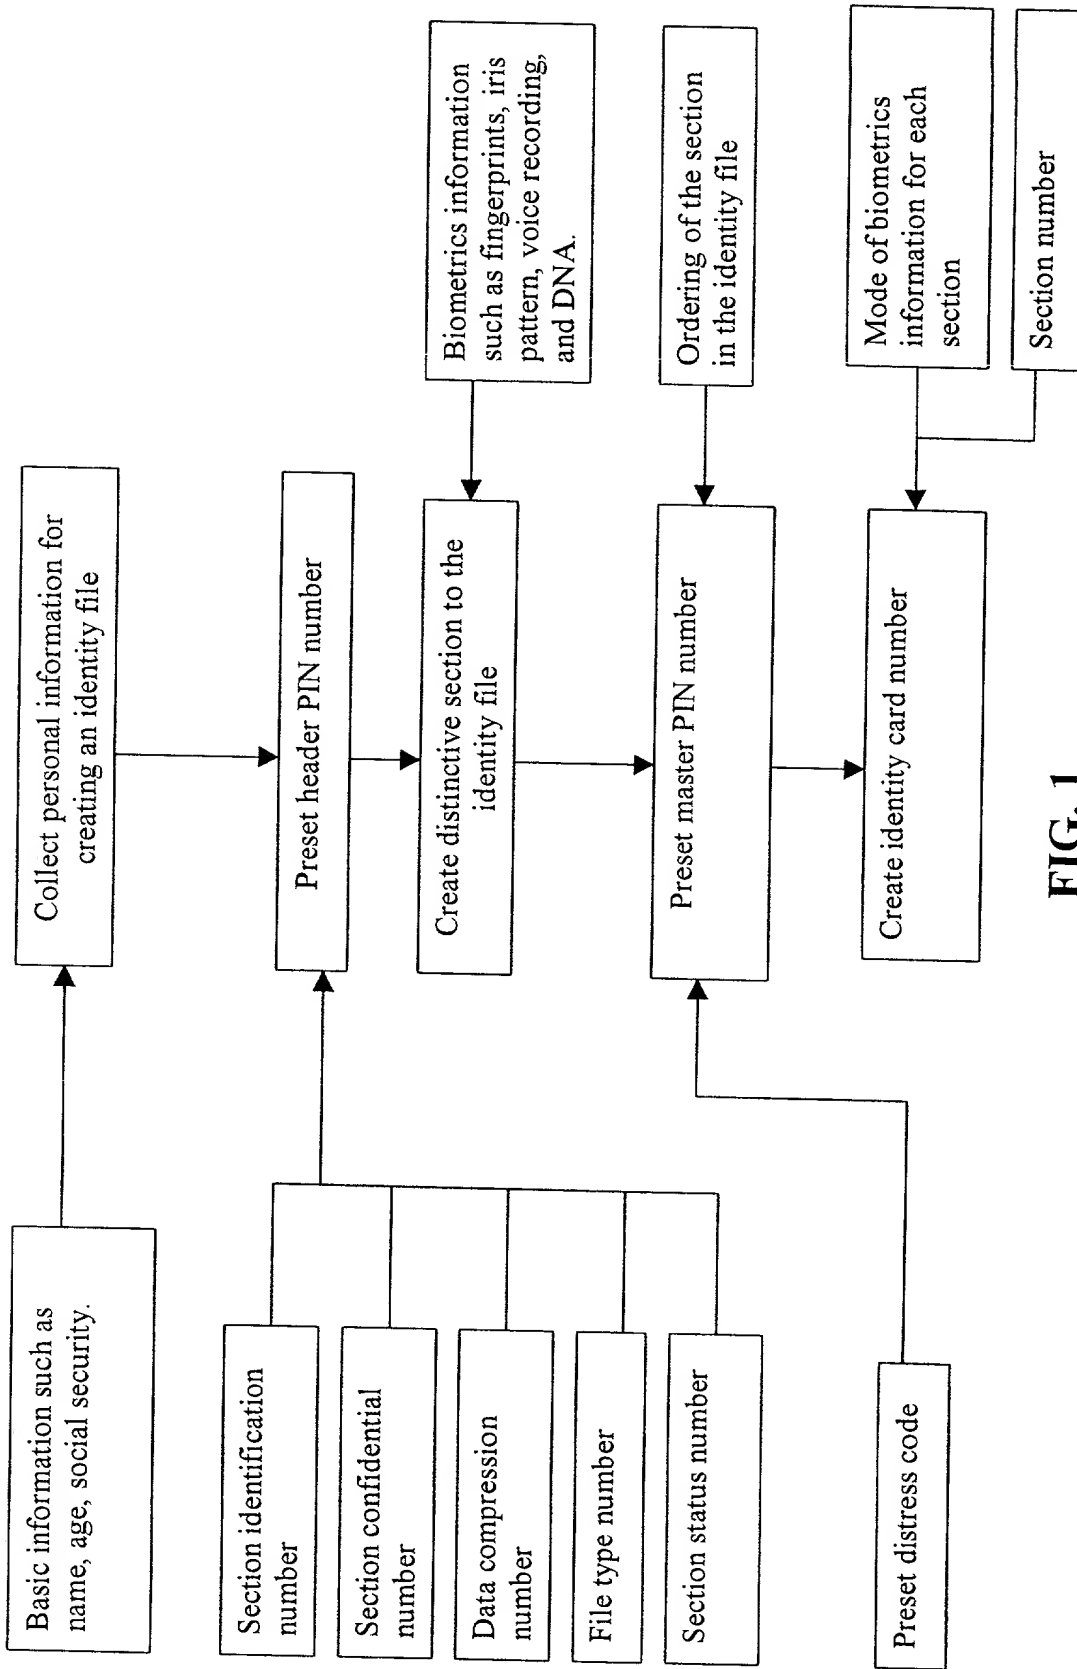 Basic information such as
name, age, social security.
Collect personal information for
creating an identity file
Section identification
number
Section confidential
number
Data compression
number
File type number
Section status number
Preset header PIN number
Biometrics information
such as fingerprints, iris
pattern, voice recording,
and DNA.
Create distinctive section to the
identity file
Ordering of the section
in the identity file
Preset master PIN number
Preset distress code
Mode of biometrics
information for each
section
Section number
Create identity card number
FIG. 1